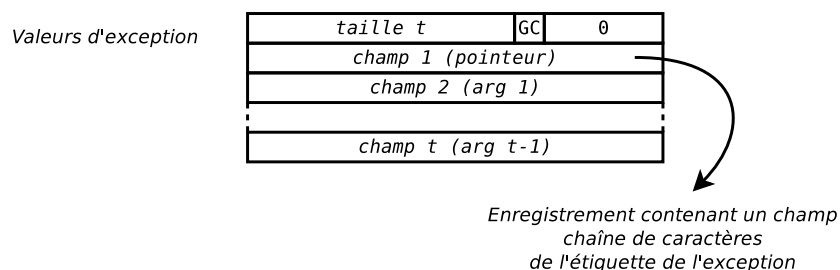 Valeurs d'exception
taille t GC 0
champ 1 (pointeur)
champ 2 (arg 1)
champ t (arg t-1)
Enregistrement contenant un champ
chaîne de caractères
de l'étiquette de l'exception